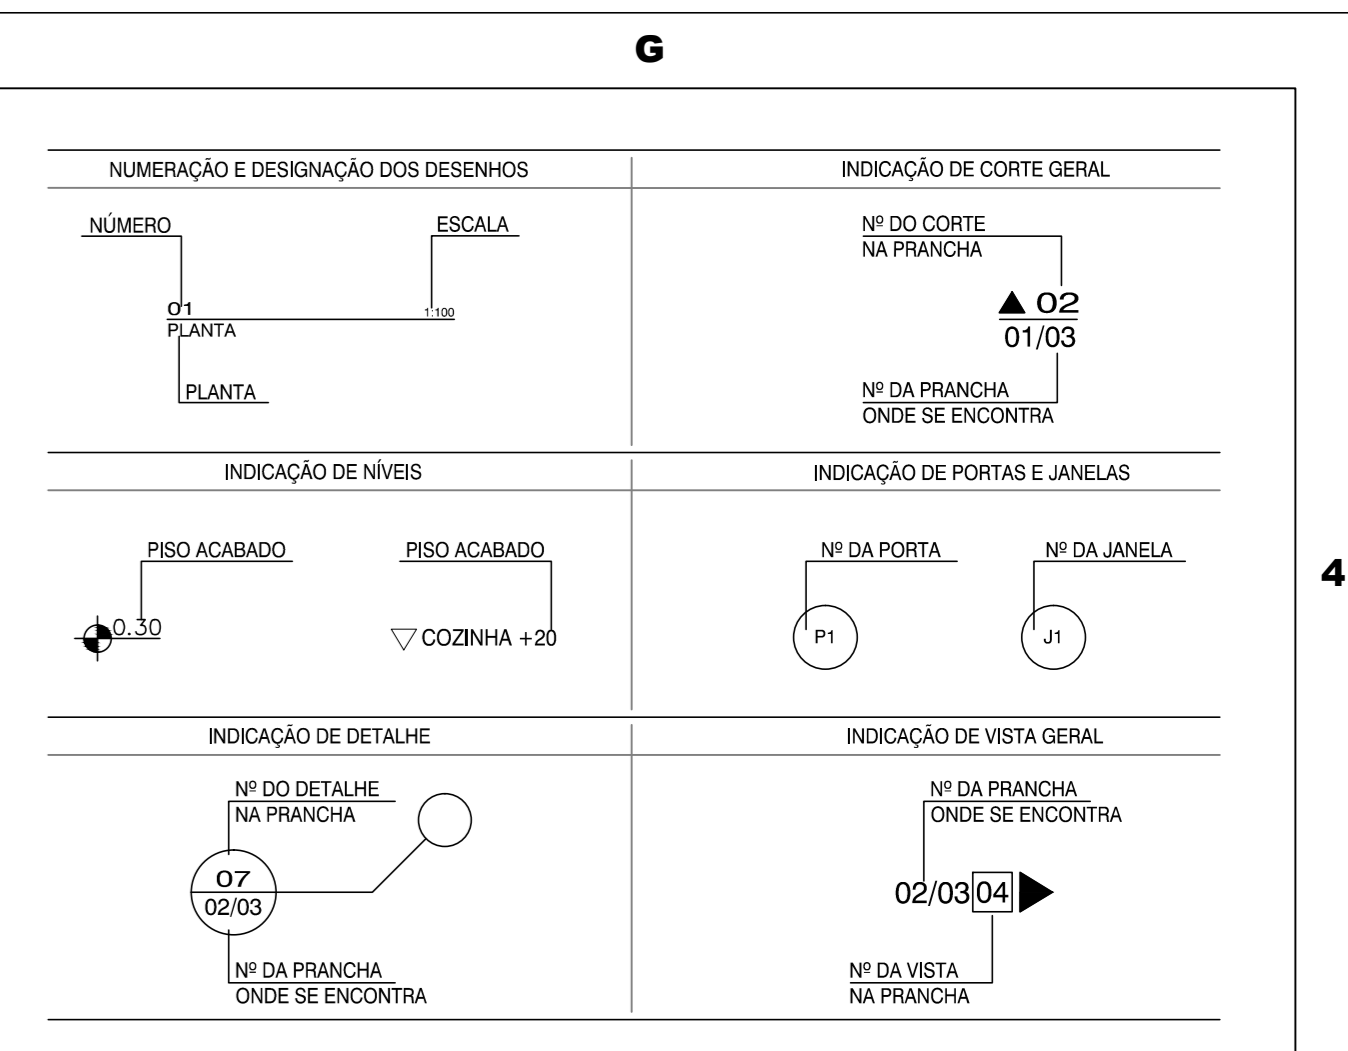 G
NUMERAÇÃO E DESIGNAÇÃO DOS DESENHOS
INDICAÇÃO DE CORTE GERAL
NÚMERO
ESCALA
01
1:100
PLANTA
PLANTA
Nº DO CORTE
NA PRANCHA
02
01/03
Nº DA PRANCHA
ONDE SE ENCONTRA
INDICAÇÃO DE NÍVEIS
INDICAÇÃO DE PORTAS E JANELAS
PISO ACABADO
PISO ACABADO
0.30
COZINHA +20
Nº DA PORTA
Nº DA JANELA
P1
J1
4
INDICAÇÃO DE DETALHE
INDICAÇÃO DE VISTA GERAL
Nº DO DETALHE
NA PRANCHA
07
02/03
Nº DA PRANCHA
ONDE SE ENCONTRA
Nº DA PRANCHA
ONDE SE ENCONTRA
02/03 04
Nº DA VISTA
NA PRANCHA